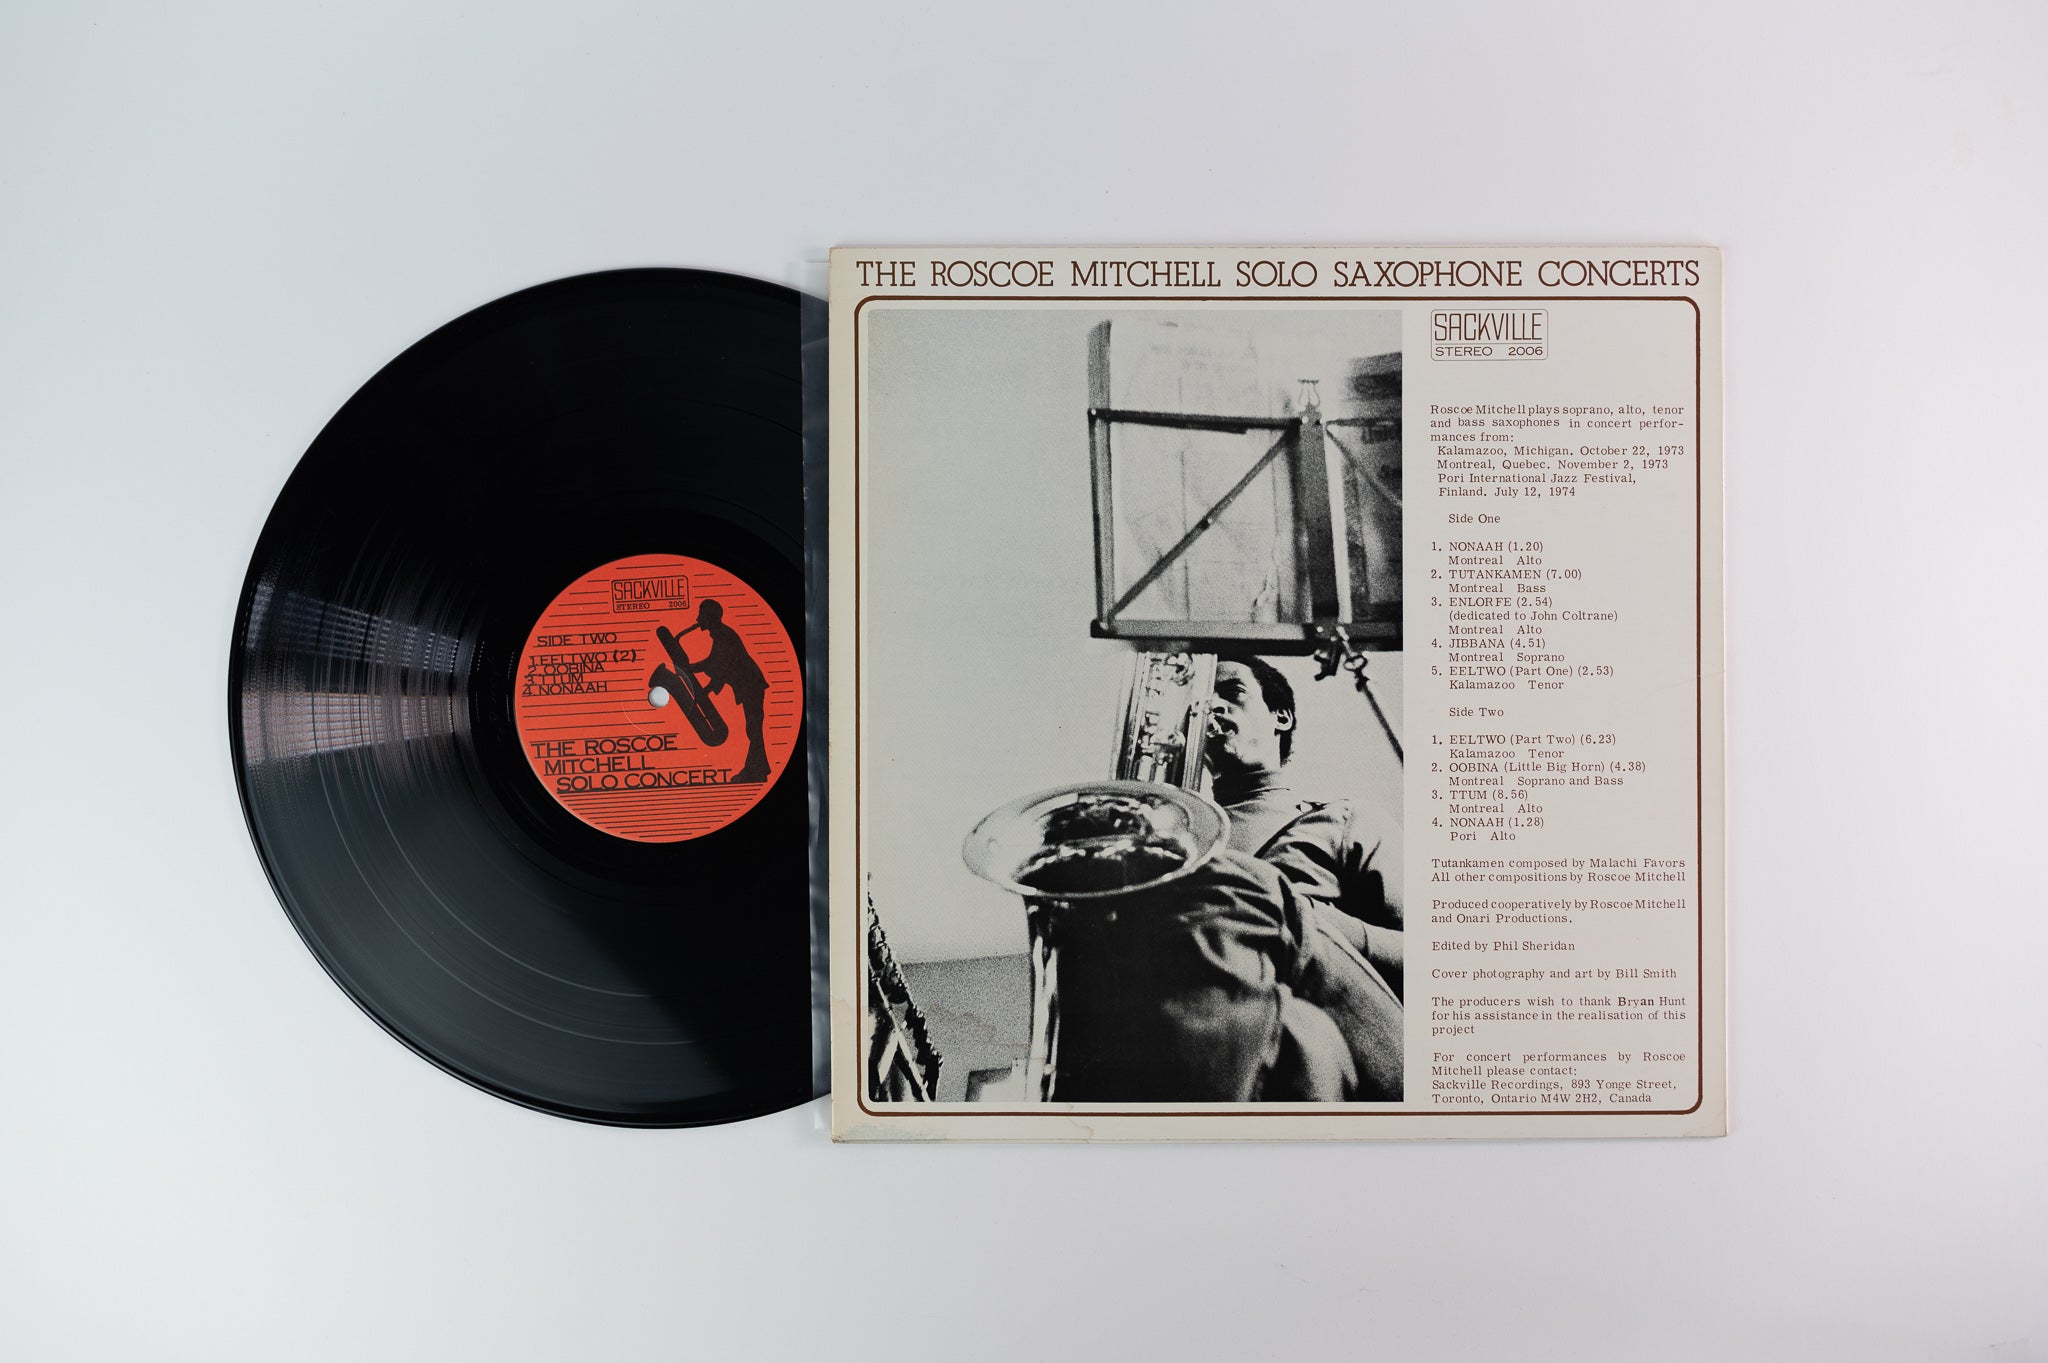 SACKVILLE
STEREO 2006
SIDE TWO
1. EELTWO (2)
2. OOBINA
3. TTUM
4. NONAAH
THE ROSCOE
MITCHELL
SOLO CONCERT
THE ROSCOE MITCHELL SOLO SAXOPHONE CONCERTS
SACKVILLE
STEREO 2006
Roscoe Mitchell plays soprano, alto, tenor
and bass saxophones in concert perfor-
mances from:
Kalamazoo, Michigan. October 22, 1973
Montreal, Quebec. November 2, 1973
Pori International Jazz Festival,
Finland. July 12, 1974
Side One
1. NONAAH (1.20)
Montreal Alto
2. TUTANKAMEN (7.00)
Montreal Bass
3. ENLORFE (2.54)
(dedicated to John Coltrane)
Montreal Alto
4. JIBBANA (4.51)
Montreal Soprano
5. EELTWO (Part One) (2.53)
Kalamazoo Tenor
Side Two
1. EELTWO (Part Two) (6.23)
Kalamazoo Tenor
2. OOBINA (Little Big Horn) (4.38)
Montreal Soprano and Bass
3. TTUM (8.56)
Montreal Alto
4. NONAAH (1.28)
Pori Alto
Tutankamen composed by Malachi Favors
All other compositions by Roscoe Mitchell
Produced cooperatively by Roscoe Mitchell
and Onari Productions.
Edited by Phil Sheridan
Cover photography and art by Bill Smith
The producers wish to thank Bryan Hunt
for his assistance in the realisation of this
project
For concert performances by Roscoe
Mitchell please contact:
Sackville Recordings, 893 Yonge Street,
Toronto, Ontario M4W 2H2, Canada